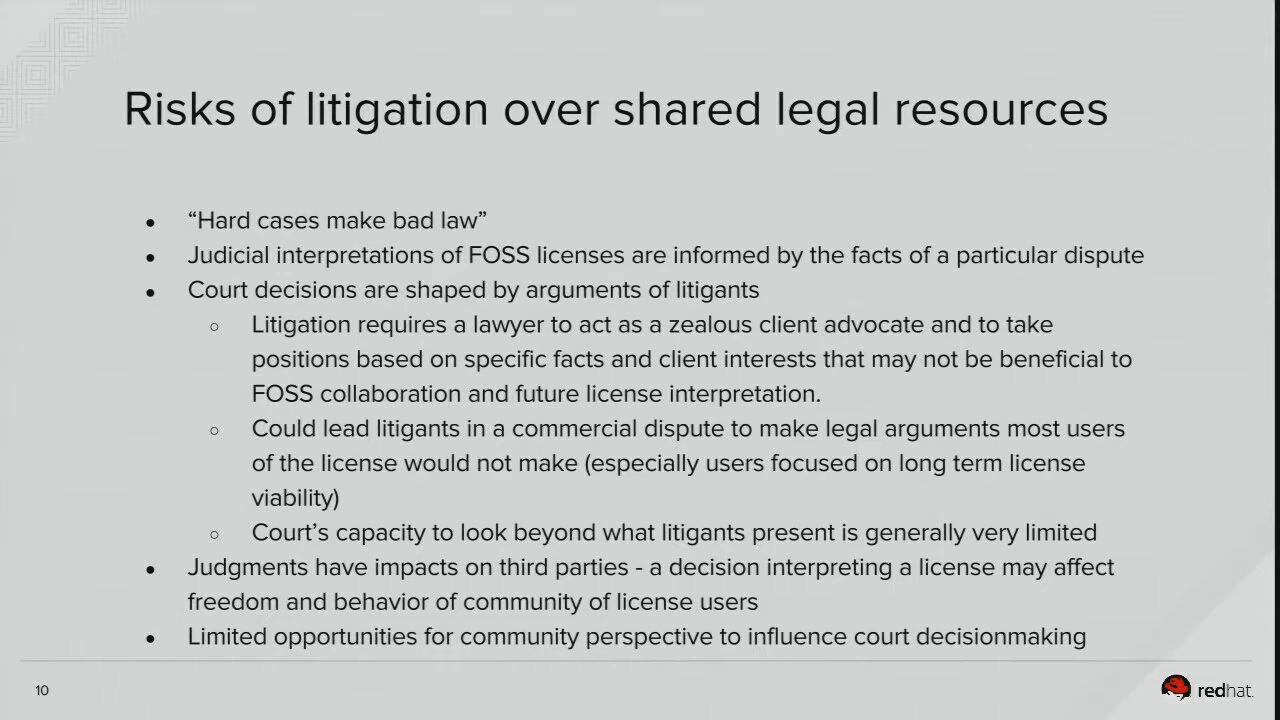 Risks of litigation over shared legal resources
● “Hard cases make bad law”
● Judicial interpretations of FOSS licenses are informed by the facts of a particular dispute
● Court decisions are shaped by arguments of litigants
○ Litigation requires a lawyer to act as a zealous client advocate and to take
positions based on specific facts and client interests that may not be beneficial to
FOSS collaboration and future license interpretation.
○ Could lead litigants in a commercial dispute to make legal arguments most users
of the license would not make (especially users focused on long term license
viability)
○ Court’s capacity to look beyond what litigants present is generally very limited
● Judgments have impacts on third parties - a decision interpreting a license may affect
freedom and behavior of community of license users
● Limited opportunities for community perspective to influence court decisionmaking
10
redhat.